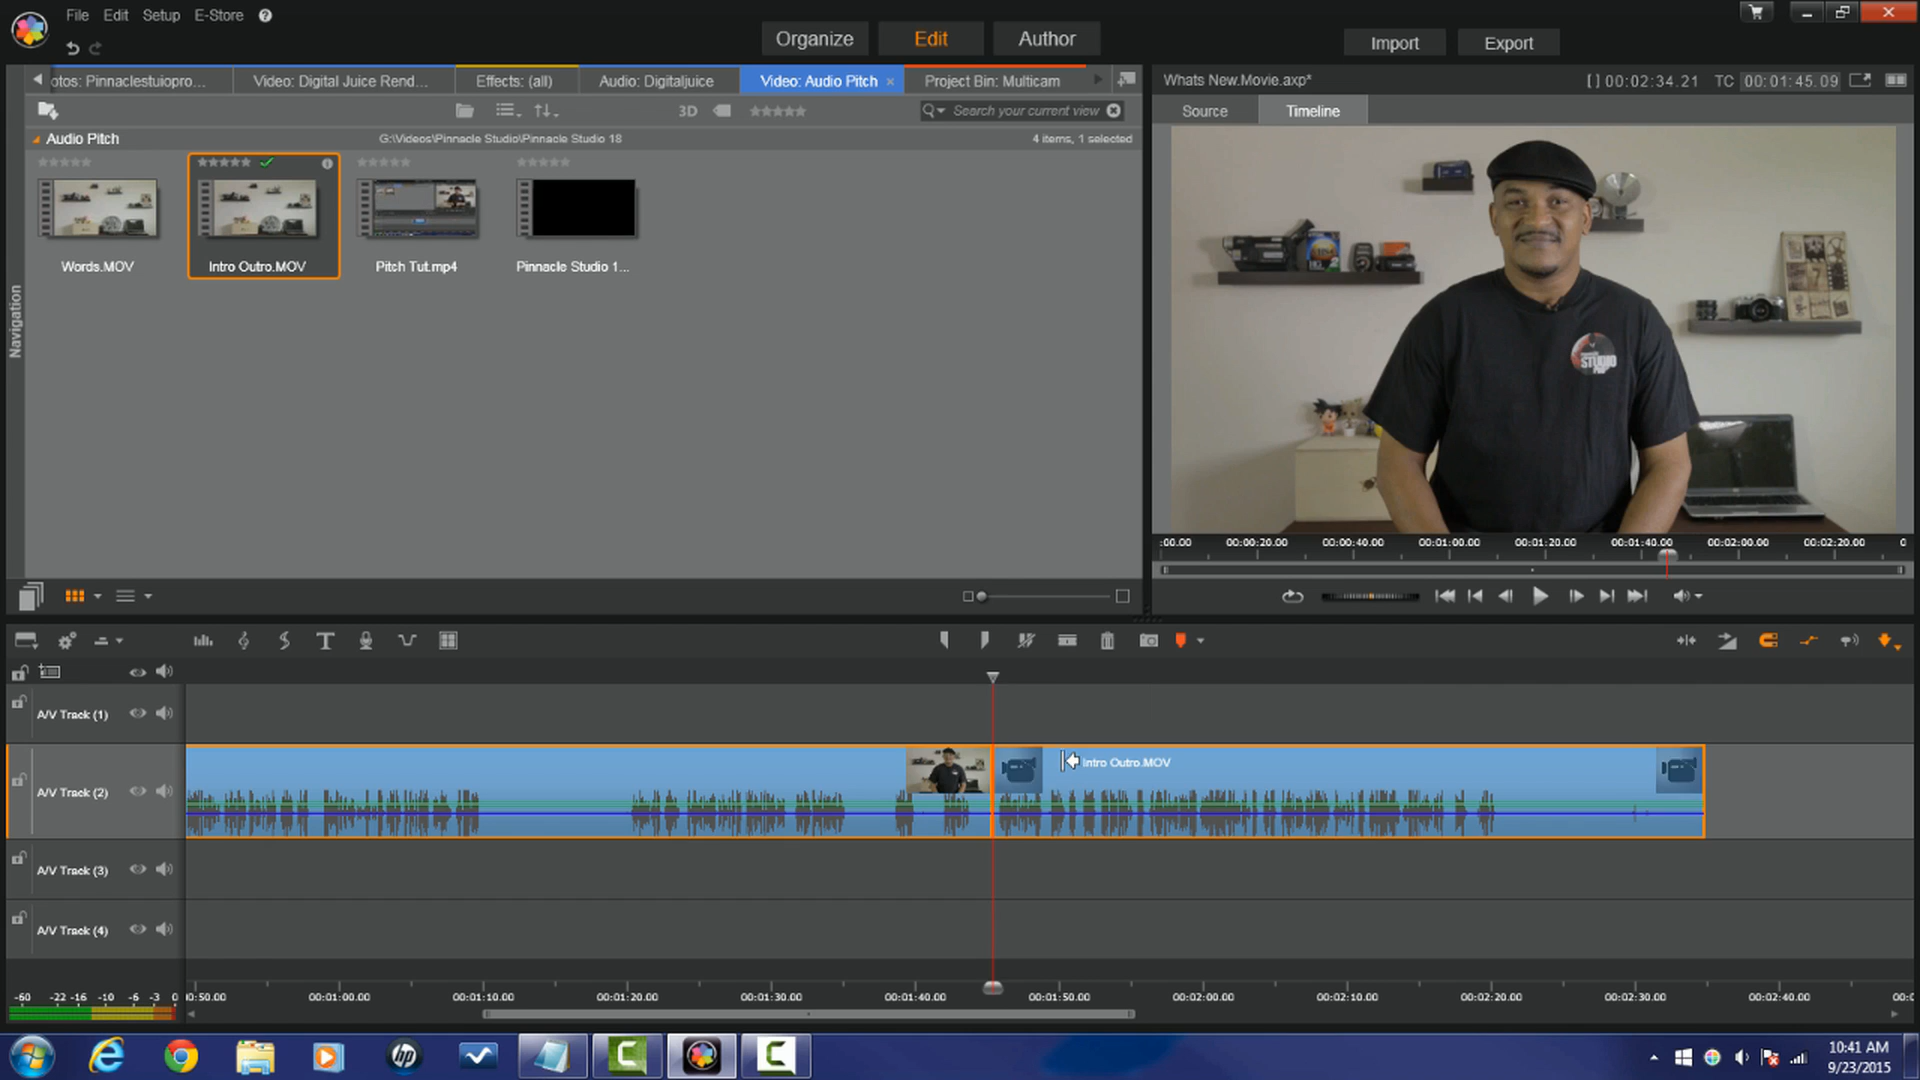 File Edit Setup E-Store
Organize Edit Author
Import Export
otos: Pinnaclestuiopro...
Video: Digital Juice Rend...
Effects: (all)
Audio: Digitaljuice
Video: Audio Pitch
Project Bin: Multicam
Whats New.Movie.axp*
[ ] 00:02:34.21
TC 00:01:45.09
3D
Search your current view
Source Timeline
Audio Pitch
G:\Videos\Pinnacle Studio\Pinnacle Studio 18
4 items, 1 selected
Words.MOV
Intro Outro.MOV
Pitch Tut.mp4
Pinnacle Studio 1...
Navigation
STUDIO
:00.00 00:00:20.00 00:00:40.00 00:01:00.00 00:01:20.00 00:01:40.00 00:02:00.00 00:02:20.00 0
A/V Track (1)
A/V Track (2)
Intro Outro.MOV
A/V Track (3)
A/V Track (4)
-60 -22 -16 -10 -6 -3 0
0:50.00 00:01:00.00 00:01:10.00 00:01:20.00 00:01:30.00 00:01:40.00 00:01:50.00 00:02:00.00 00:02:10.00 00:02:20.00 00:02:30.00 00:02:40.00 00:0
hp
10:41 AM
9/23/2015